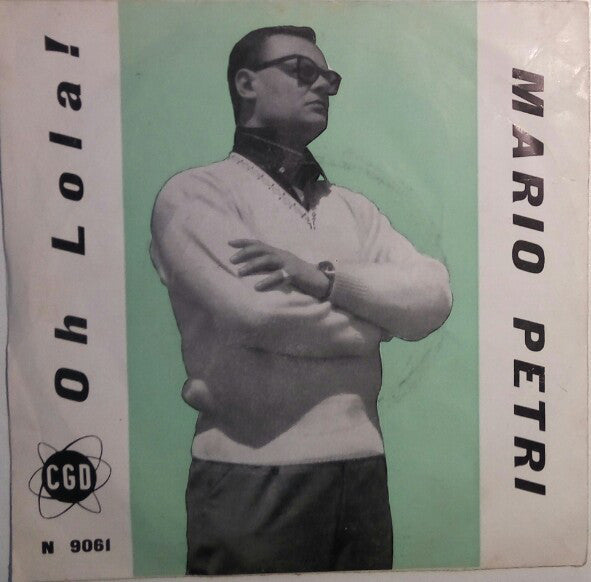 Oh Lola!
MARIO PETRI
CGD
N 9061